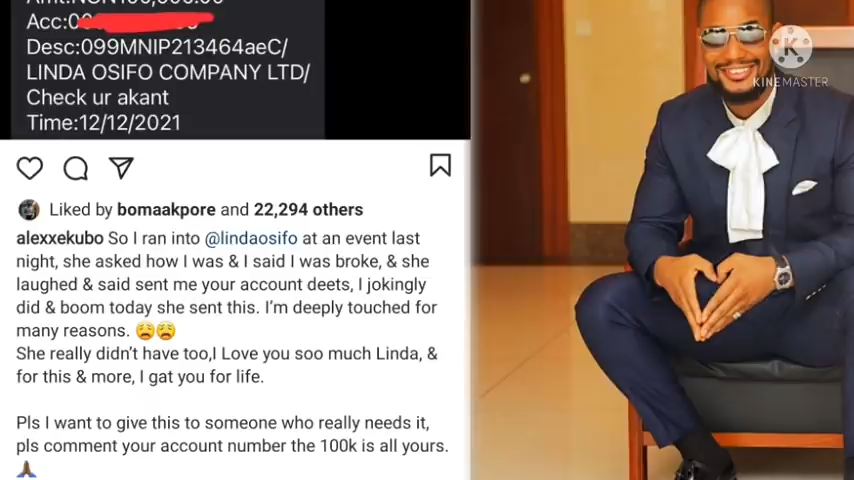 Desc:099MNIP213464aeC/
LINDA OSIFO COMPANY LTD/
Check ur akant
Time:12/12/2021
Liked by bomaakpore and 22,294 others
alexxekubo So I ran into @lindaosifo at an event last
night, she asked how I was & I said I was broke, & she
laughed & said sent me your account deets, I jokingly
did & boom today she sent this. I'm deeply touched for
many reasons. 😩😩
She really didn't have too,I Love you soo much Linda, &
for this & more, I gat you for life.
Pls I want to give this to someone who really needs it,
pls comment your account number the 100k is all yours.
K
KINEMASTER